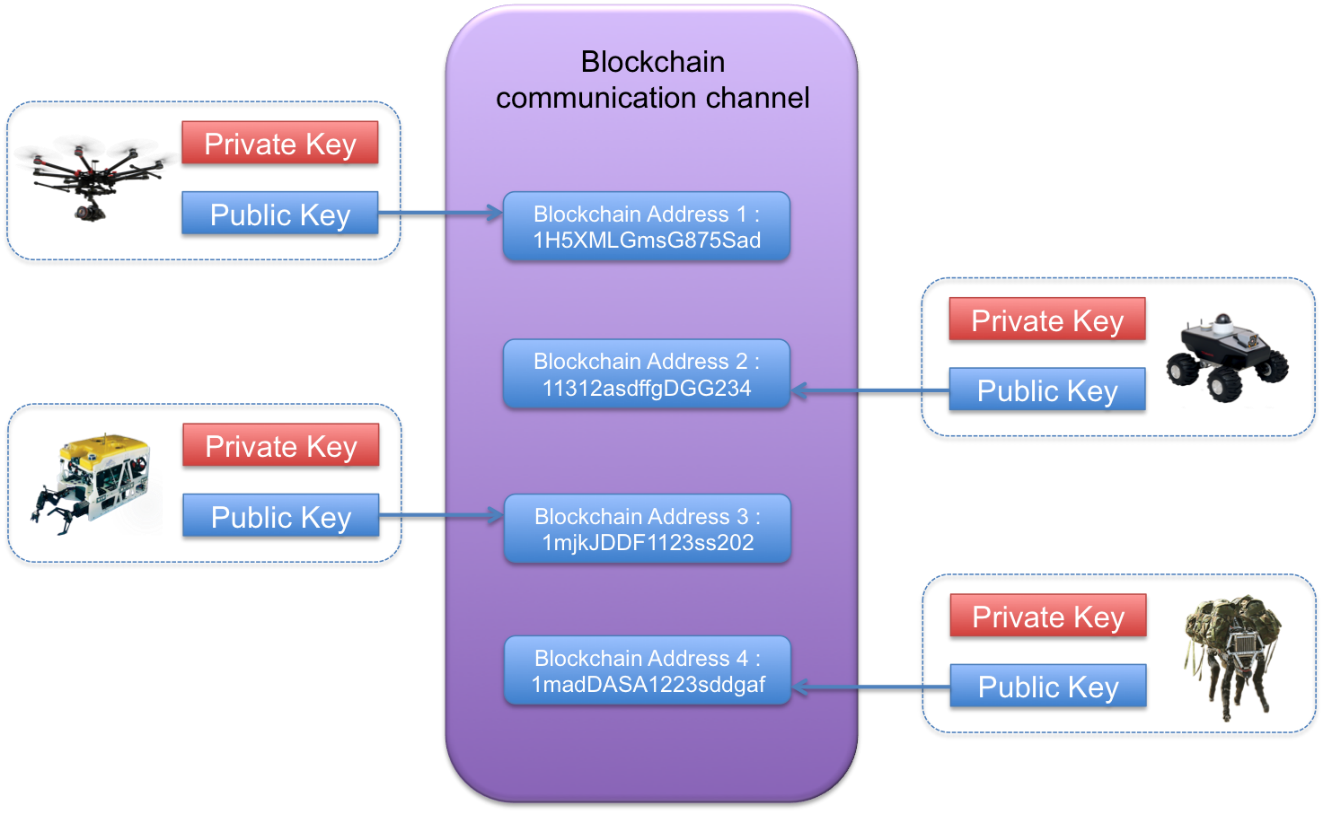 Blockchain
communication channel
Private Key
Public Key
Blockchain Address 1 :
1H5XMLGmsG875Sad
Private Key
Public Key
Blockchain Address 2 :
11312asdffgDGG234
Private Key
Public Key
Blockchain Address 3 :
1mjkJDDF1123ss202
Private Key
Public Key
Blockchain Address 4 :
1madDASA1223sddgaf